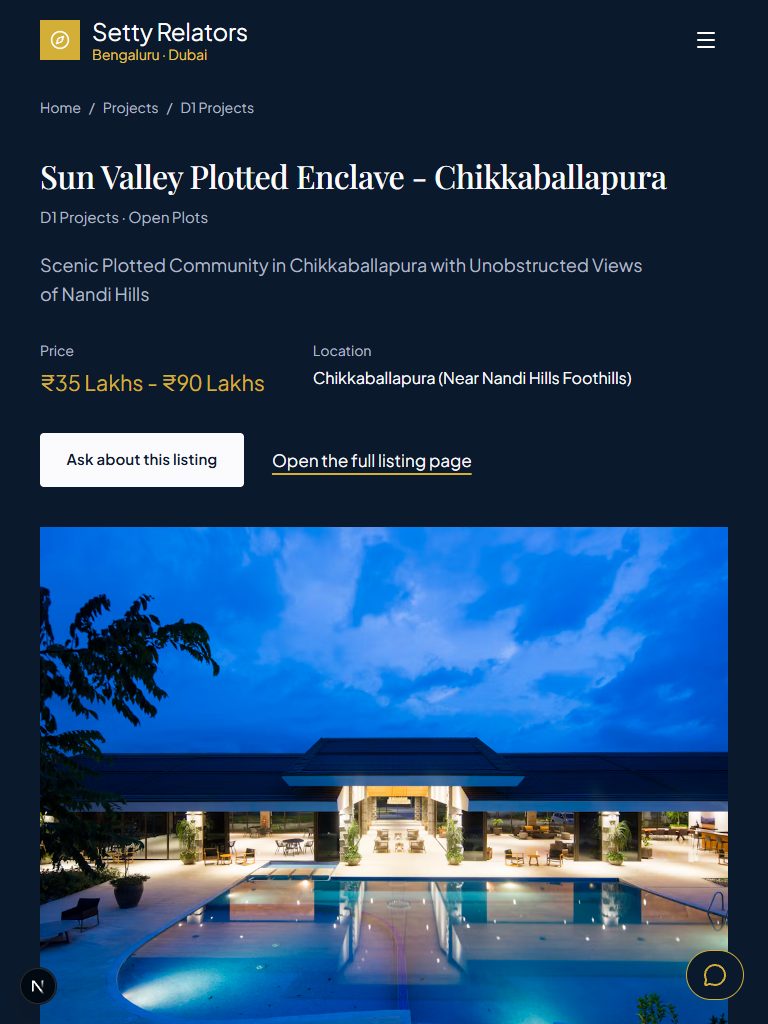 Setty Relators
Bengaluru · Dubai
Home / Projects / D1 Projects
Sun Valley Plotted Enclave - Chikkaballapura
D1 Projects · Open Plots
Scenic Plotted Community in Chikkaballapura with Unobstructed Views
of Nandi Hills
Price
Location
₹35 Lakhs - ₹90 Lakhs
Chikkaballapura (Near Nandi Hills Foothills)
Ask about this listing
Open the full listing page
N